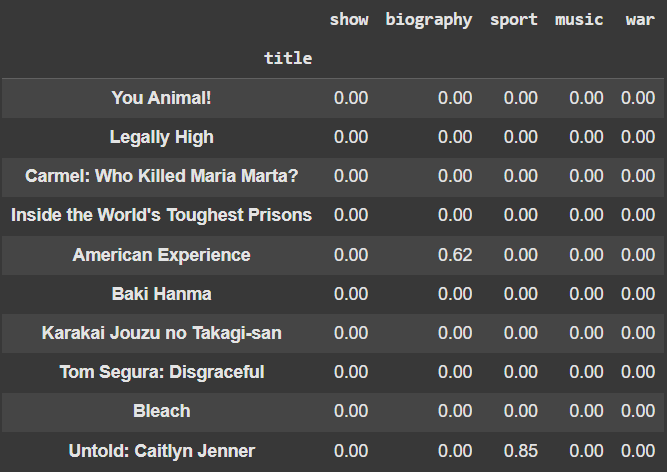 show biography sport music war
title
You Animal! 0.00 0.00 0.00 0.00 0.00
Legally High 0.00 0.00 0.00 0.00 0.00
Carmel: Who Killed Maria Marta? 0.00 0.00 0.00 0.00 0.00
Inside the World's Toughest Prisons 0.00 0.00 0.00 0.00 0.00
American Experience 0.00 0.62 0.00 0.00 0.00
Baki Hanma 0.00 0.00 0.00 0.00 0.00
Karakai Jouzu no Takagi-san 0.00 0.00 0.00 0.00 0.00
Tom Segura: Disgraceful 0.00 0.00 0.00 0.00 0.00
Bleach 0.00 0.00 0.00 0.00 0.00
Untold: Caitlyn Jenner 0.00 0.00 0.85 0.00 0.00